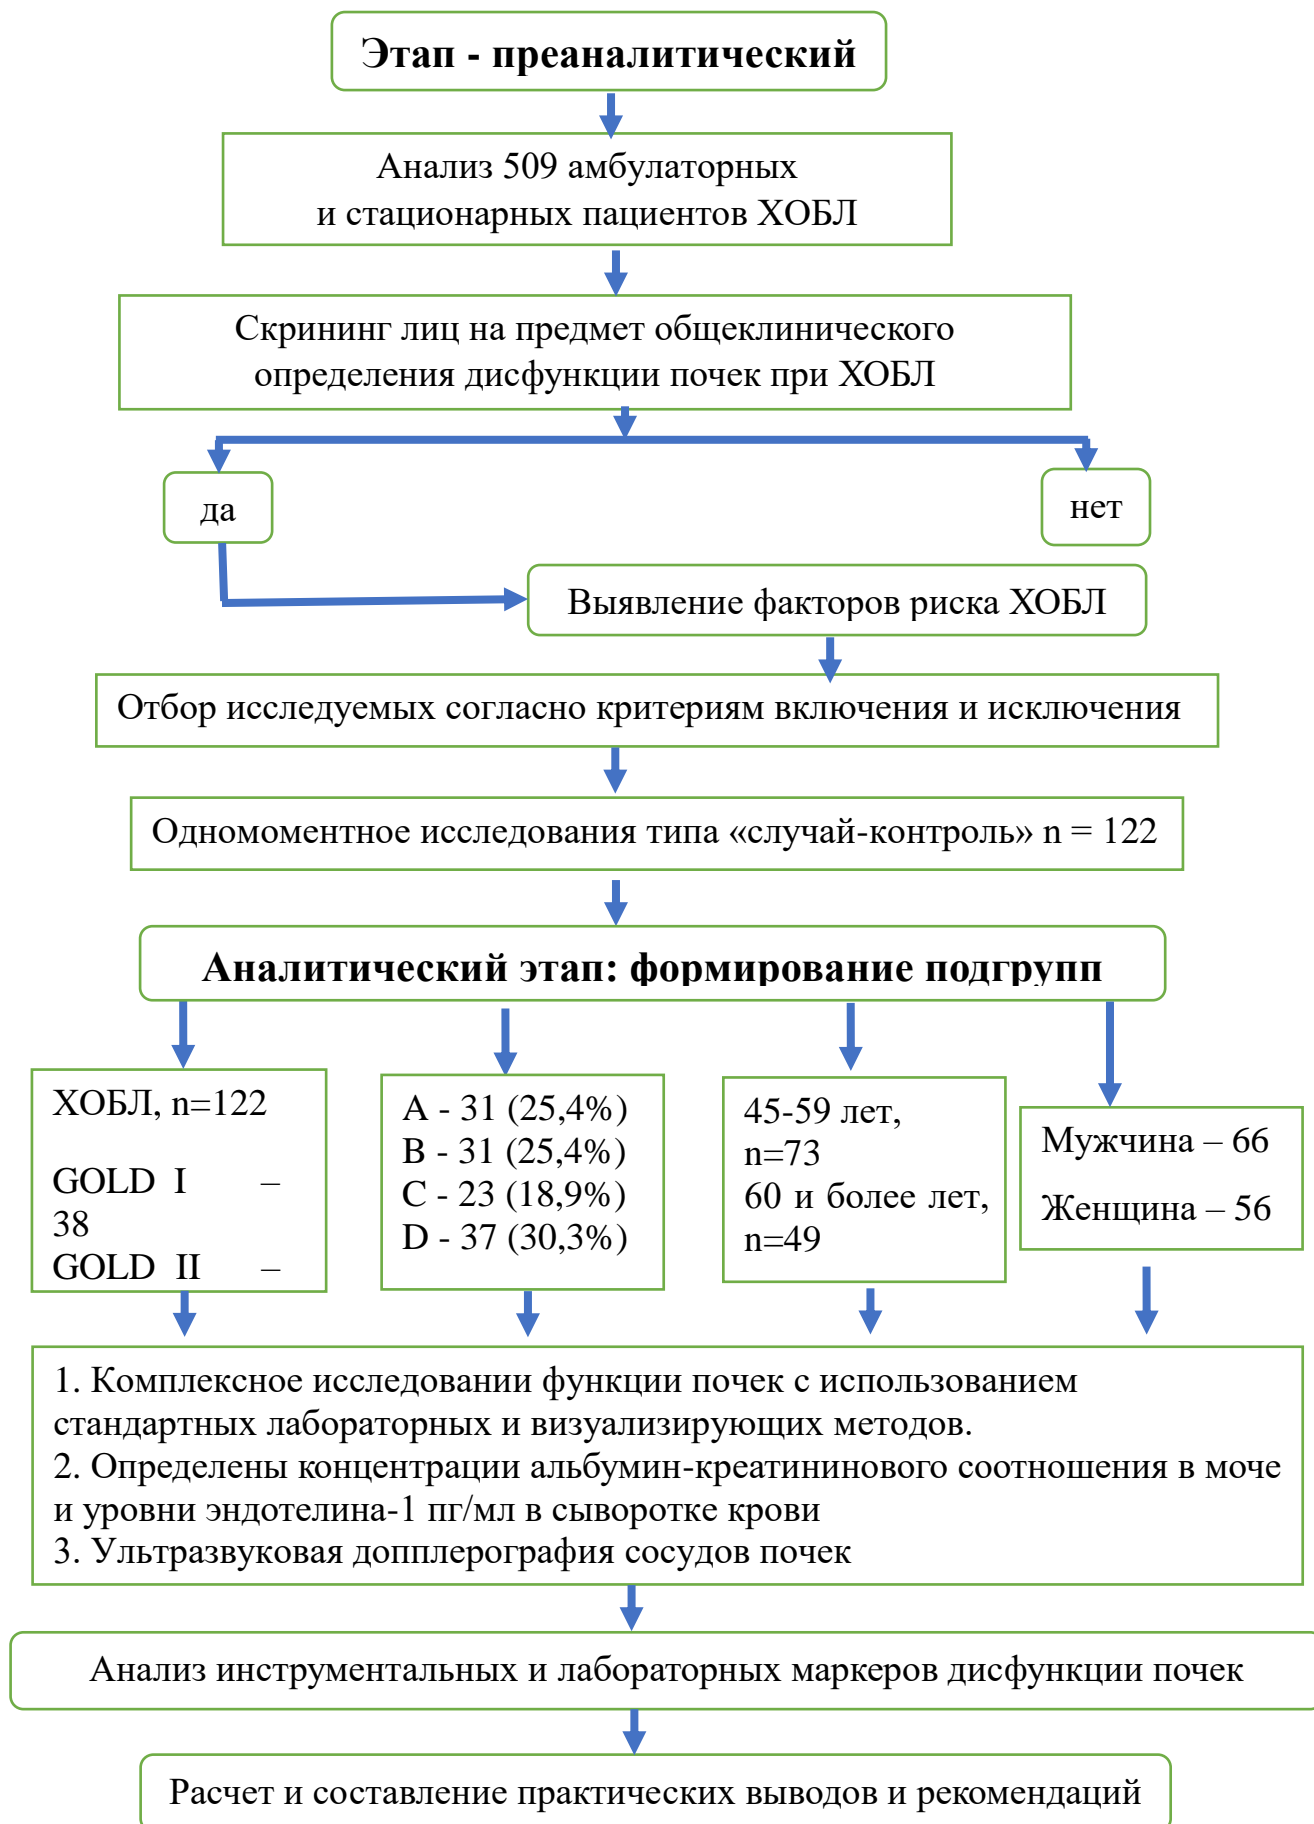 Этап - преаналитический
Анализ 509 амбулаторных
и стационарных пациентов ХОБЛ
Скрининг лиц на предмет общеклинического
определения дисфункции почек при ХОБЛ
да
нет
Выявление факторов риска ХОБЛ
Отбор исследуемых согласно критериям включения и исключения
Одномоментное исследования типа «случай-контроль» n = 122
Аналитический этап: формирование подгрупп
ХОБЛ, n=122
GOLD I –
38
GOLD II –
A - 31 (25,4%)
B - 31 (25,4%)
C - 23 (18,9%)
D - 37 (30,3%)
45-59 лет,
n=73
60 и более лет,
n=49
Мужчина – 66
Женщина – 56
1. Комплексное исследовании функции почек с использованием
стандартных лабораторных и визуализирующих методов.
2. Определены концентрации альбумин-креатининового соотношения в моче
и уровни эндотелина-1 пг/мл в сыворотке крови
3. Ультразвуковая допплерография сосудов почек
Анализ инструментальных и лабораторных маркеров дисфункции почек
Расчет и составление практических выводов и рекомендаций